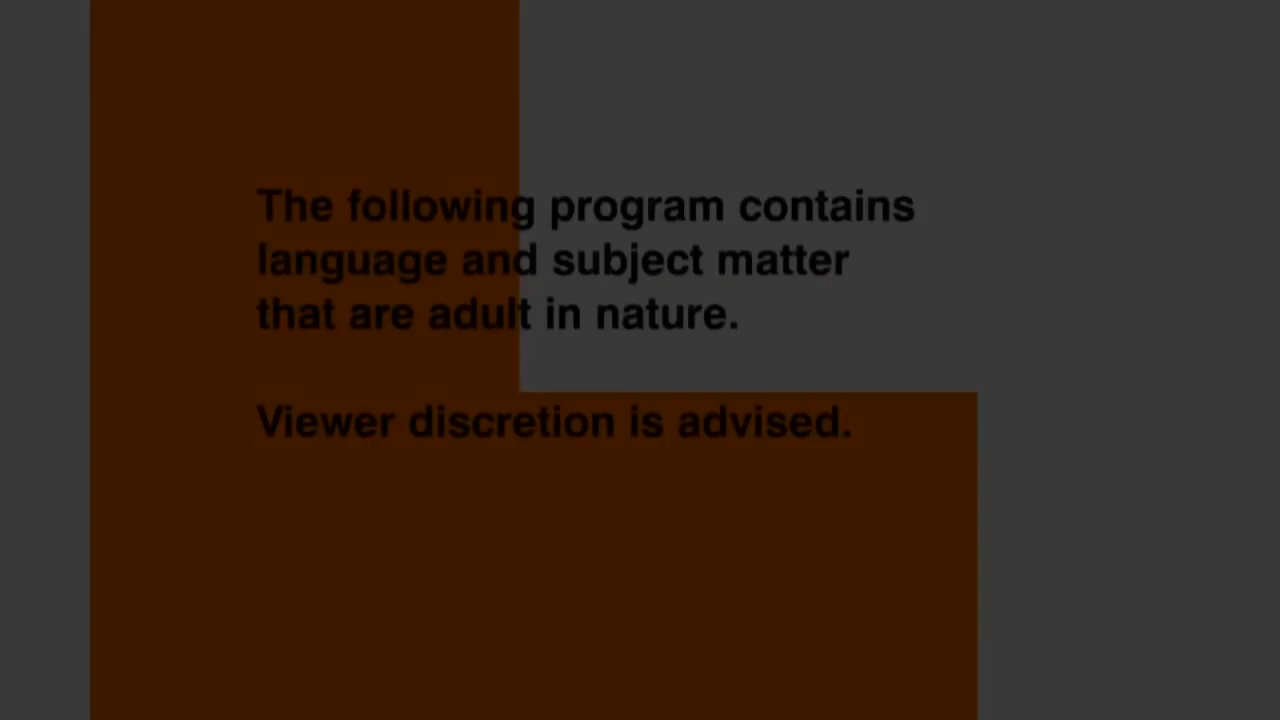 The following program contains
language and subject matter
that are adult in nature.
Viewer discretion is advised.